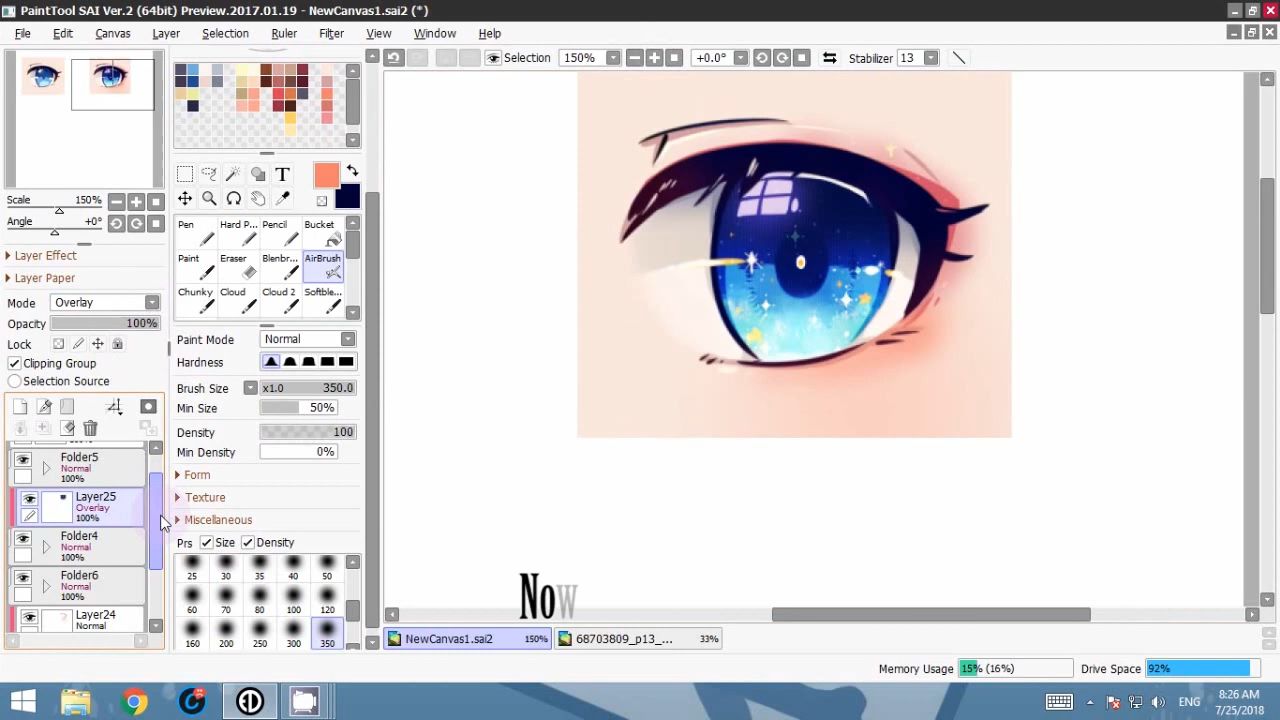 PaintTool SAI Ver.2 (64bit) Preview.2017.01.19 - NewCanvas1.sai2 (*)
File Edit Canvas Layer Selection Ruler Filter View Window Help
Selection 150% +0.0° Stabilizer 13
Scale 150%
Angle +0°
Layer Effect
Layer Paper
Mode Overlay
Opacity 100%
Lock
Clipping Group
Selection Source
Folder5
Normal
100%
Layer25
Overlay
100%
Folder4
Normal
100%
Folder6
Normal
100%
Layer24
Normal
T
Pen Hard P... Pencil Bucket
Paint Eraser Blenbr... AirBrush
Chunky Cloud Cloud 2 Softble...
Paint Mode Normal
Hardness
Brush Size x1.0 350.0
Min Size 50%
Density 100
Min Density 0%
Form
Texture
Miscellaneous
Prs Size Density
25 30 35 40 50
60 70 80 100 120
160 200 250 300 350
Now
NewCanvas1.sai2 150% 68703809_p13_... 33%
Memory Usage 15% (16%) Drive Space 92%
ENG
8:26 AM
7/25/2018